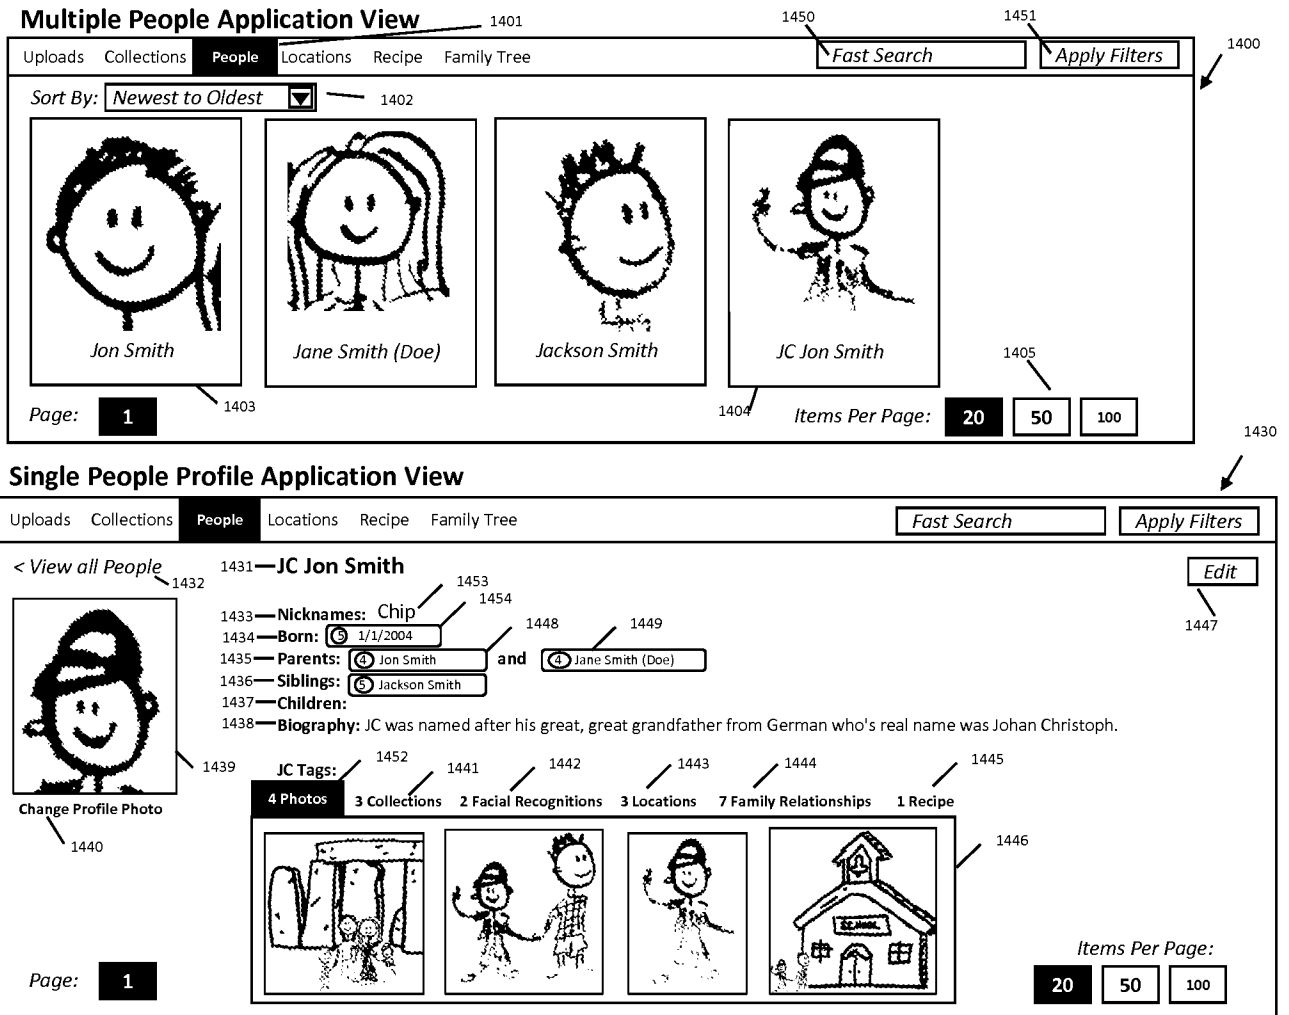 Multiple People Application View
1401
1450
1451
1400
Uploads Collections People Locations Recipe Family Tree Fast Search Apply Filters
Sort By: Newest to Oldest 1402
Jon Smith Jane Smith (Doe) Jackson Smith JC Jon Smith
1403
1404
1405
Page: 1 Items Per Page: 20 50 100
1430
Single People Profile Application View
Uploads Collections People Locations Recipe Family Tree Fast Search Apply Filters
< View all People
1432
1431 JC Jon Smith
Edit
1447
1453
1454
1448
1449
1433 Nicknames: Chip
1434 Born: 5 1/1/2004
1435 Parents: 4 Jon Smith and 4 Jane Smith (Doe)
1436 Siblings: 5 Jackson Smith
1437 Children:
1438 Biography: JC was named after his great, great grandfather from German who's real name was Johan Christoph.
1439
Change Profile Photo
1440
JC Tags:
1452 1441 1442 1443 1444 1445
4 Photos 3 Collections 2 Facial Recognitions 3 Locations 7 Family Relationships 1 Recipe
1446
SCHOOL
Items Per Page:
Page: 1 20 50 100